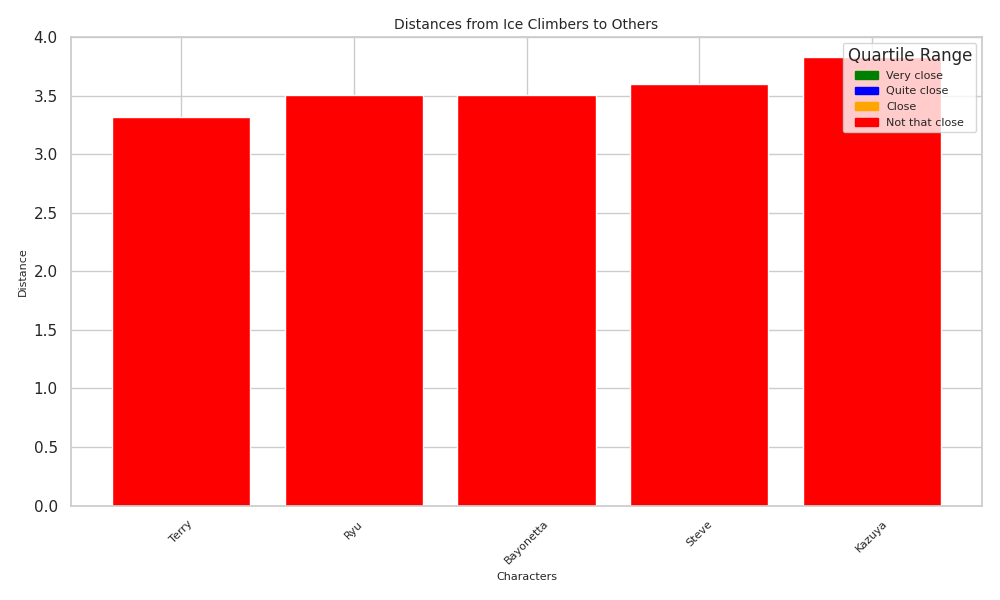 Distances from Ice Climbers to Others
Quartile Range
Very close
Quite close
Close
Not that close
4.0
3.5
3.0
2.5
2.0
1.5
1.0
0.5
0.0
Distance
Terry
Ryu
Bayonetta
Steve
Kazuya
Characters